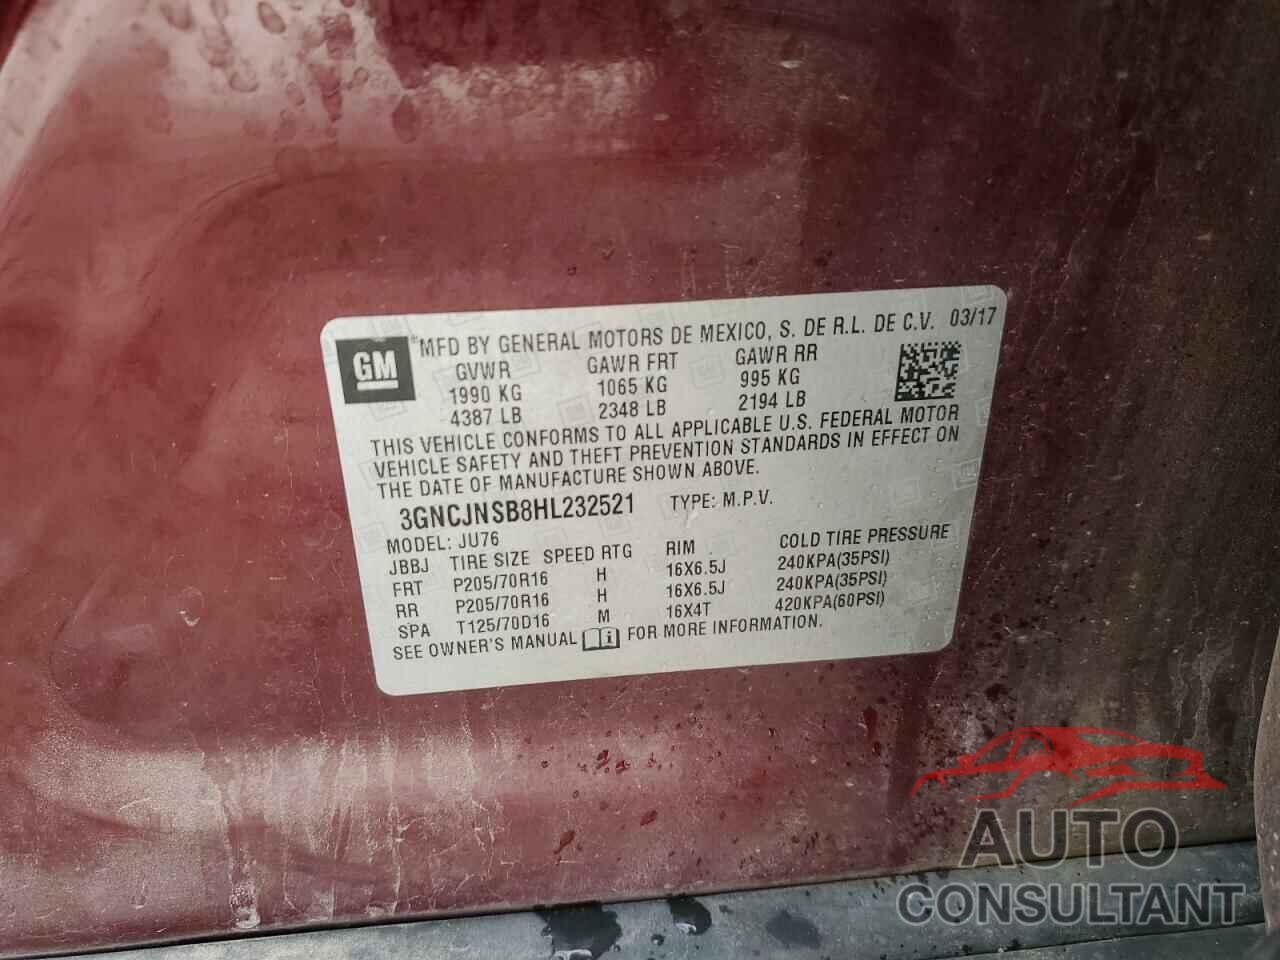 MFD BY GENERAL MOTORS DE MEXICO, S. DE R.L. DE C.V. 03/17
GM
GVWR GAWR FRT GAWR RR
1990 KG 1065 KG 995 KG
4387 LB 2348 LB 2194 LB
THIS VEHICLE CONFORMS TO ALL APPLICABLE U.S. FEDERAL MOTOR
VEHICLE SAFETY AND THEFT PREVENTION STANDARDS IN EFFECT ON
THE DATE OF MANUFACTURE SHOWN ABOVE.
3GNCJNSB8HL232521 TYPE: M.P.V.
MODEL: JU76
JBBJ TIRE SIZE SPEED RTG RIM COLD TIRE PRESSURE
FRT P205/70R16 H 16X6.5J 240KPA(35PSI)
RR P205/70R16 H 16X6.5J 240KPA(35PSI)
SPA T125/70D16 M 16X4T 420KPA(60PSI)
SEE OWNER'S MANUAL i FOR MORE INFORMATION.
AUTO
CONSULTANT